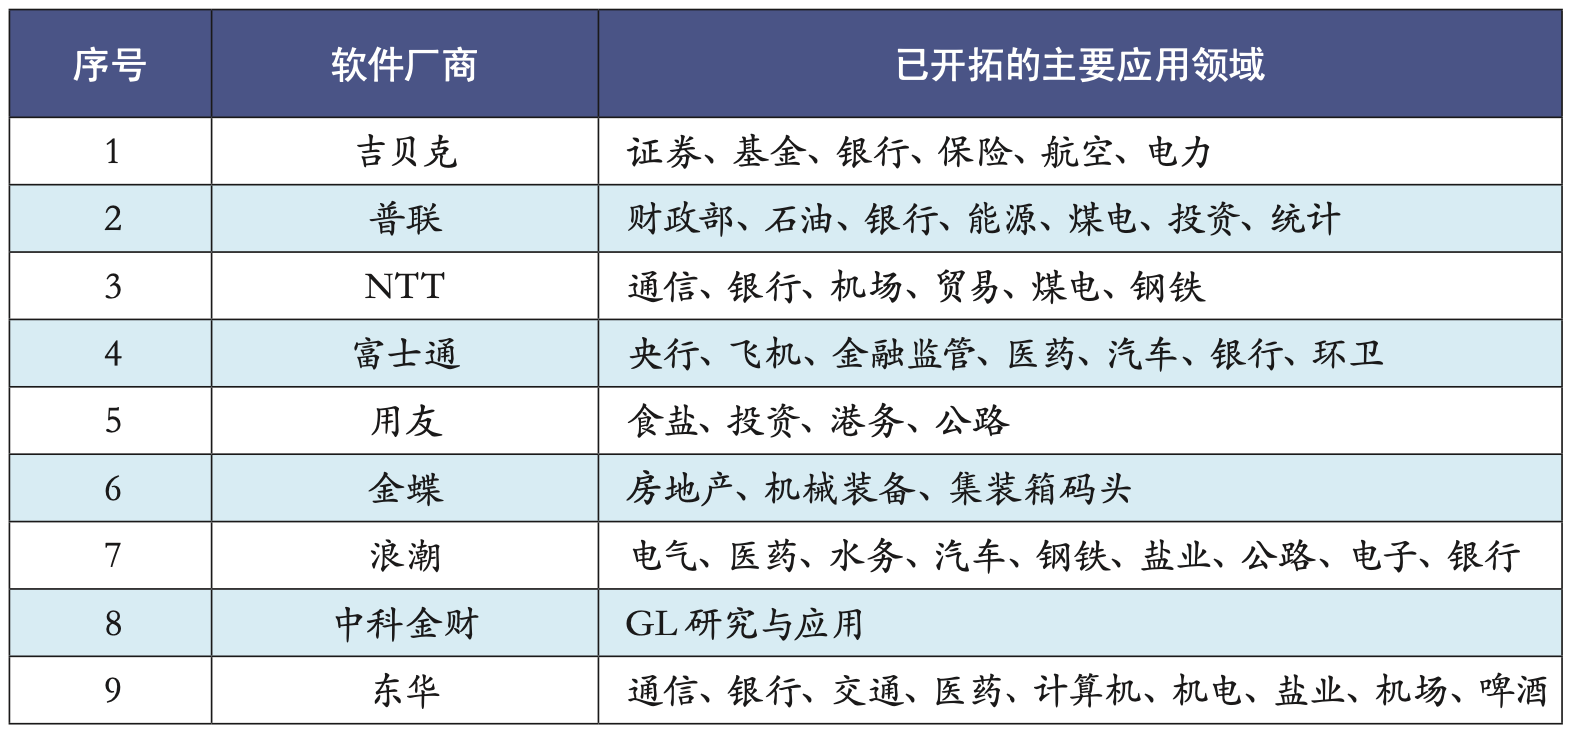 序号 软件厂商 已开拓的主要应用领域
1 吉贝克 证券、基金、银行、保险、航空、电力
2 普联 财政部、石油、银行、能源、煤电、投资、统计
3 NTT 通信、银行、机场、贸易、煤电、钢铁
4 富士通 央行、飞机、金融监管、医药、汽车、银行、环卫
5 用友 食盐、投资、港务、公路
6 金蝶 房地产、机械装备、集装箱码头
7 浪潮 电气、医药、水务、汽车、钢铁、盐业、公路、电子、银行
8 中科金财 GL研究与应用
9 东华 通信、银行、交通、医药、计算机、机电、盐业、机场、啤酒